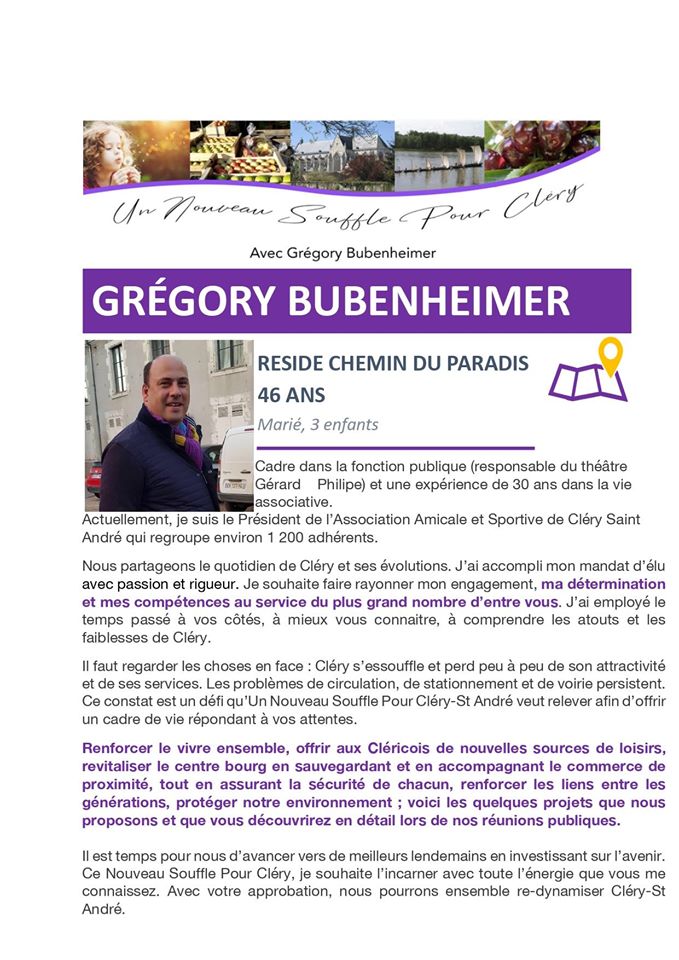 Un Nouveau Souffle Pour Cléry
Avec Grégory Bubenheimer
GRÉGORY BUBENHEIMER
RESIDE CHEMIN DU PARADIS
46 ANS
Marié, 3 enfants
Cadre dans la fonction publique (responsable du théâtre
Gérard Philipe) et une expérience de 30 ans dans la vie
associative.
Actuellement, je suis le Président de l’Association Amicale et Sportive de Cléry Saint
André qui regroupe environ 1 200 adhérents.
Nous partageons le quotidien de Cléry et ses évolutions. J’ai accompli mon mandat d’élu
avec passion et rigueur. Je souhaite faire rayonner mon engagement, ma détermination
et mes compétences au service du plus grand nombre d’entre vous. J’ai employé le
temps passé à vos côtés, à mieux vous connaitre, à comprendre les atouts et les
faiblesses de Cléry.
Il faut regarder les choses en face : Cléry s’essouffle et perd peu à peu de son attractivité
et de ses services. Les problèmes de circulation, de stationnement et de voirie persistent.
Ce constat est un défi qu’Un Nouveau Souffle Pour Cléry-St André veut relever afin d’offrir
un cadre de vie répondant à vos attentes.
Renforcer le vivre ensemble, offrir aux Cléricois de nouvelles sources de loisirs,
revitaliser le centre bourg en sauvegardant et en accompagnant le commerce de
proximité, tout en assurant la sécurité de chacun, renforcer les liens entre les
générations, protéger notre environnement ; voici les quelques projets que nous
proposons et que vous découvrirez en détail lors de nos réunions publiques.
Il est temps pour nous d’avancer vers de meilleurs lendemains en investissant sur l’avenir.
Ce Nouveau Souffle Pour Cléry, je souhaite l’incarner avec toute l’énergie que vous me
connaissez. Avec votre approbation, nous pourrons ensemble re-dynamiser Cléry-St
André.